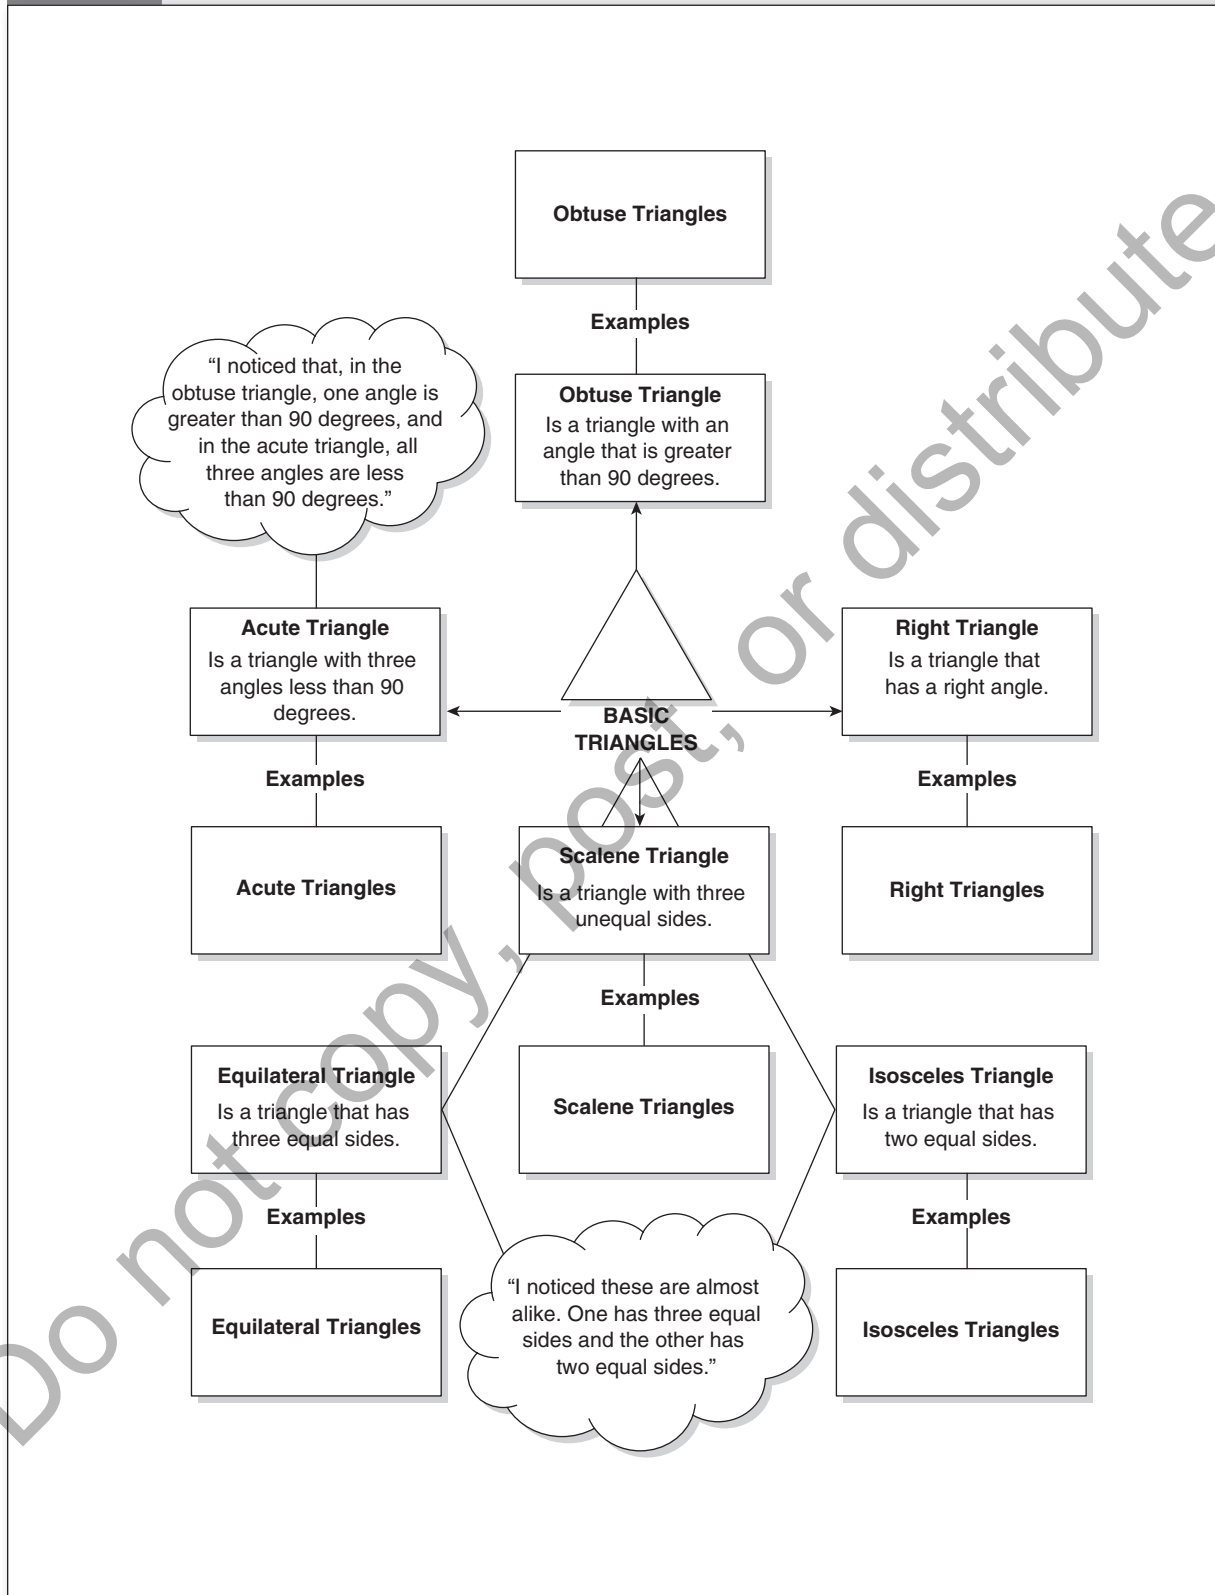 Obtuse Triangles
Examples
"I noticed that, in the
obtuse triangle, one angle is
greater than 90 degrees, and
in the acute triangle, all
three angles are less
than 90 degrees."
Obtuse Triangle
Is a triangle with an
angle that is greater
than 90 degrees.
Acute Triangle
Is a triangle with three
angles less than 90
degrees.
BASIC
TRIANGLES
Right Triangle
Is a triangle that
has a right angle.
Examples
Examples
Acute Triangles
Scalene Triangle
Is a triangle with three
unequal sides.
Right Triangles
Examples
Equilateral Triangle
Is a triangle that has
three equal sides.
Scalene Triangles
Isosceles Triangle
Is a triangle that has
two equal sides.
Examples
Examples
Equilateral Triangles
"I noticed these are almost
alike. One has three equal
sides and the other has
two equal sides."
Isosceles Triangles
Do not copy, post, or distribute